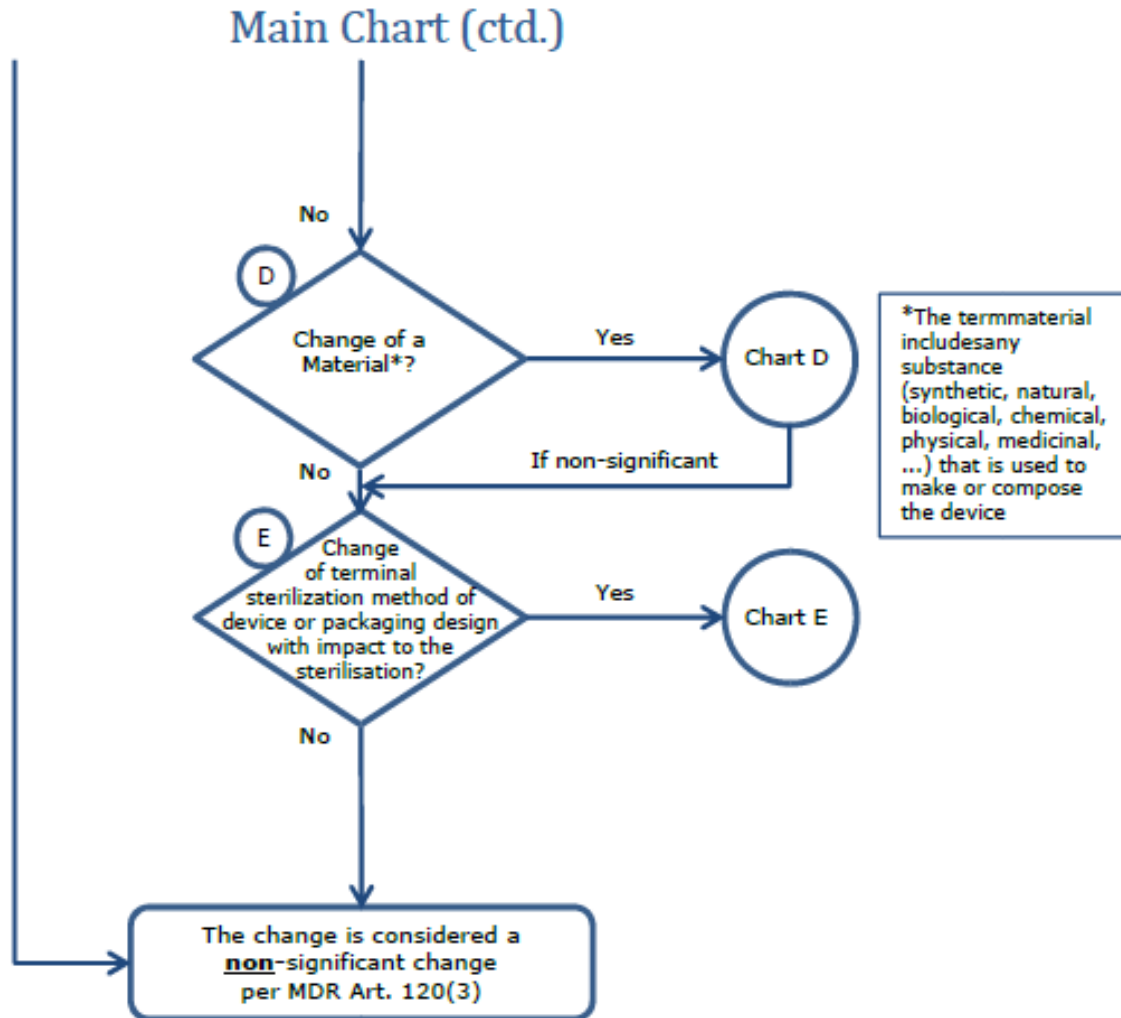 Main Chart (ctd.)
No
D
Change of a
Material*?
Yes
Chart D
*The termmaterial
includesany
substance
(synthetic, natural,
biological, chemical,
physical, medicinal,
...) that is used to
make or compose
the device
If non-significant
No
E
Change
of terminal
sterilization method of
device or packaging design
with impact to the
sterilisation?
Yes
Chart E
No
The change is considered a
non-significant change
per MDR Art. 120(3)